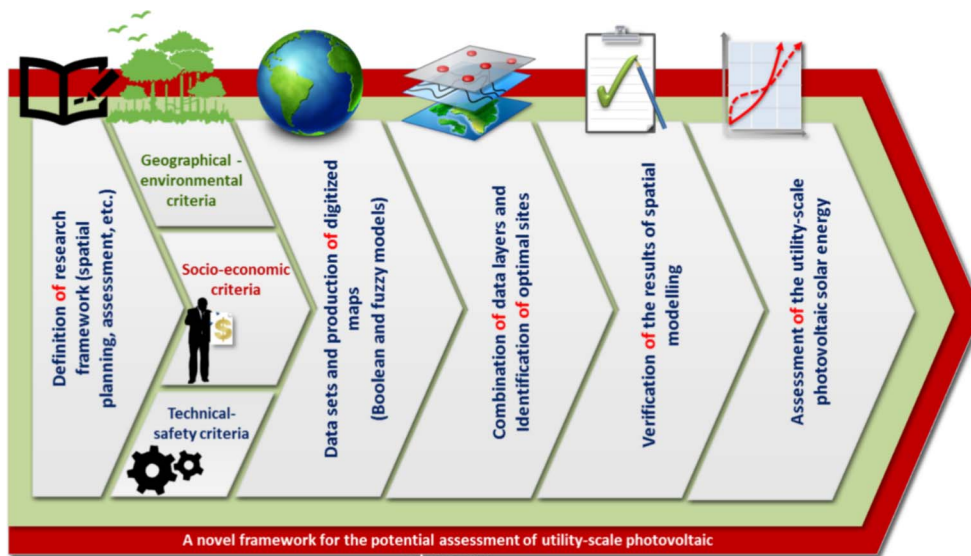 Definition of research
framework (spatial
planning, assessment, etc.)
Geographical -
environmental
criteria
Socio-economic
criteria
$
Technical-
safety criteria
Data sets and production of digitized
maps
(Boolean and fuzzy models)
Combination of data layers and
Identification of optimal sites
Verification of the results of spatial
modelling
Assessment of the utility-scale
photovoltaic solar energy
A novel framework for the potential assessment of utility-scale photovoltaic